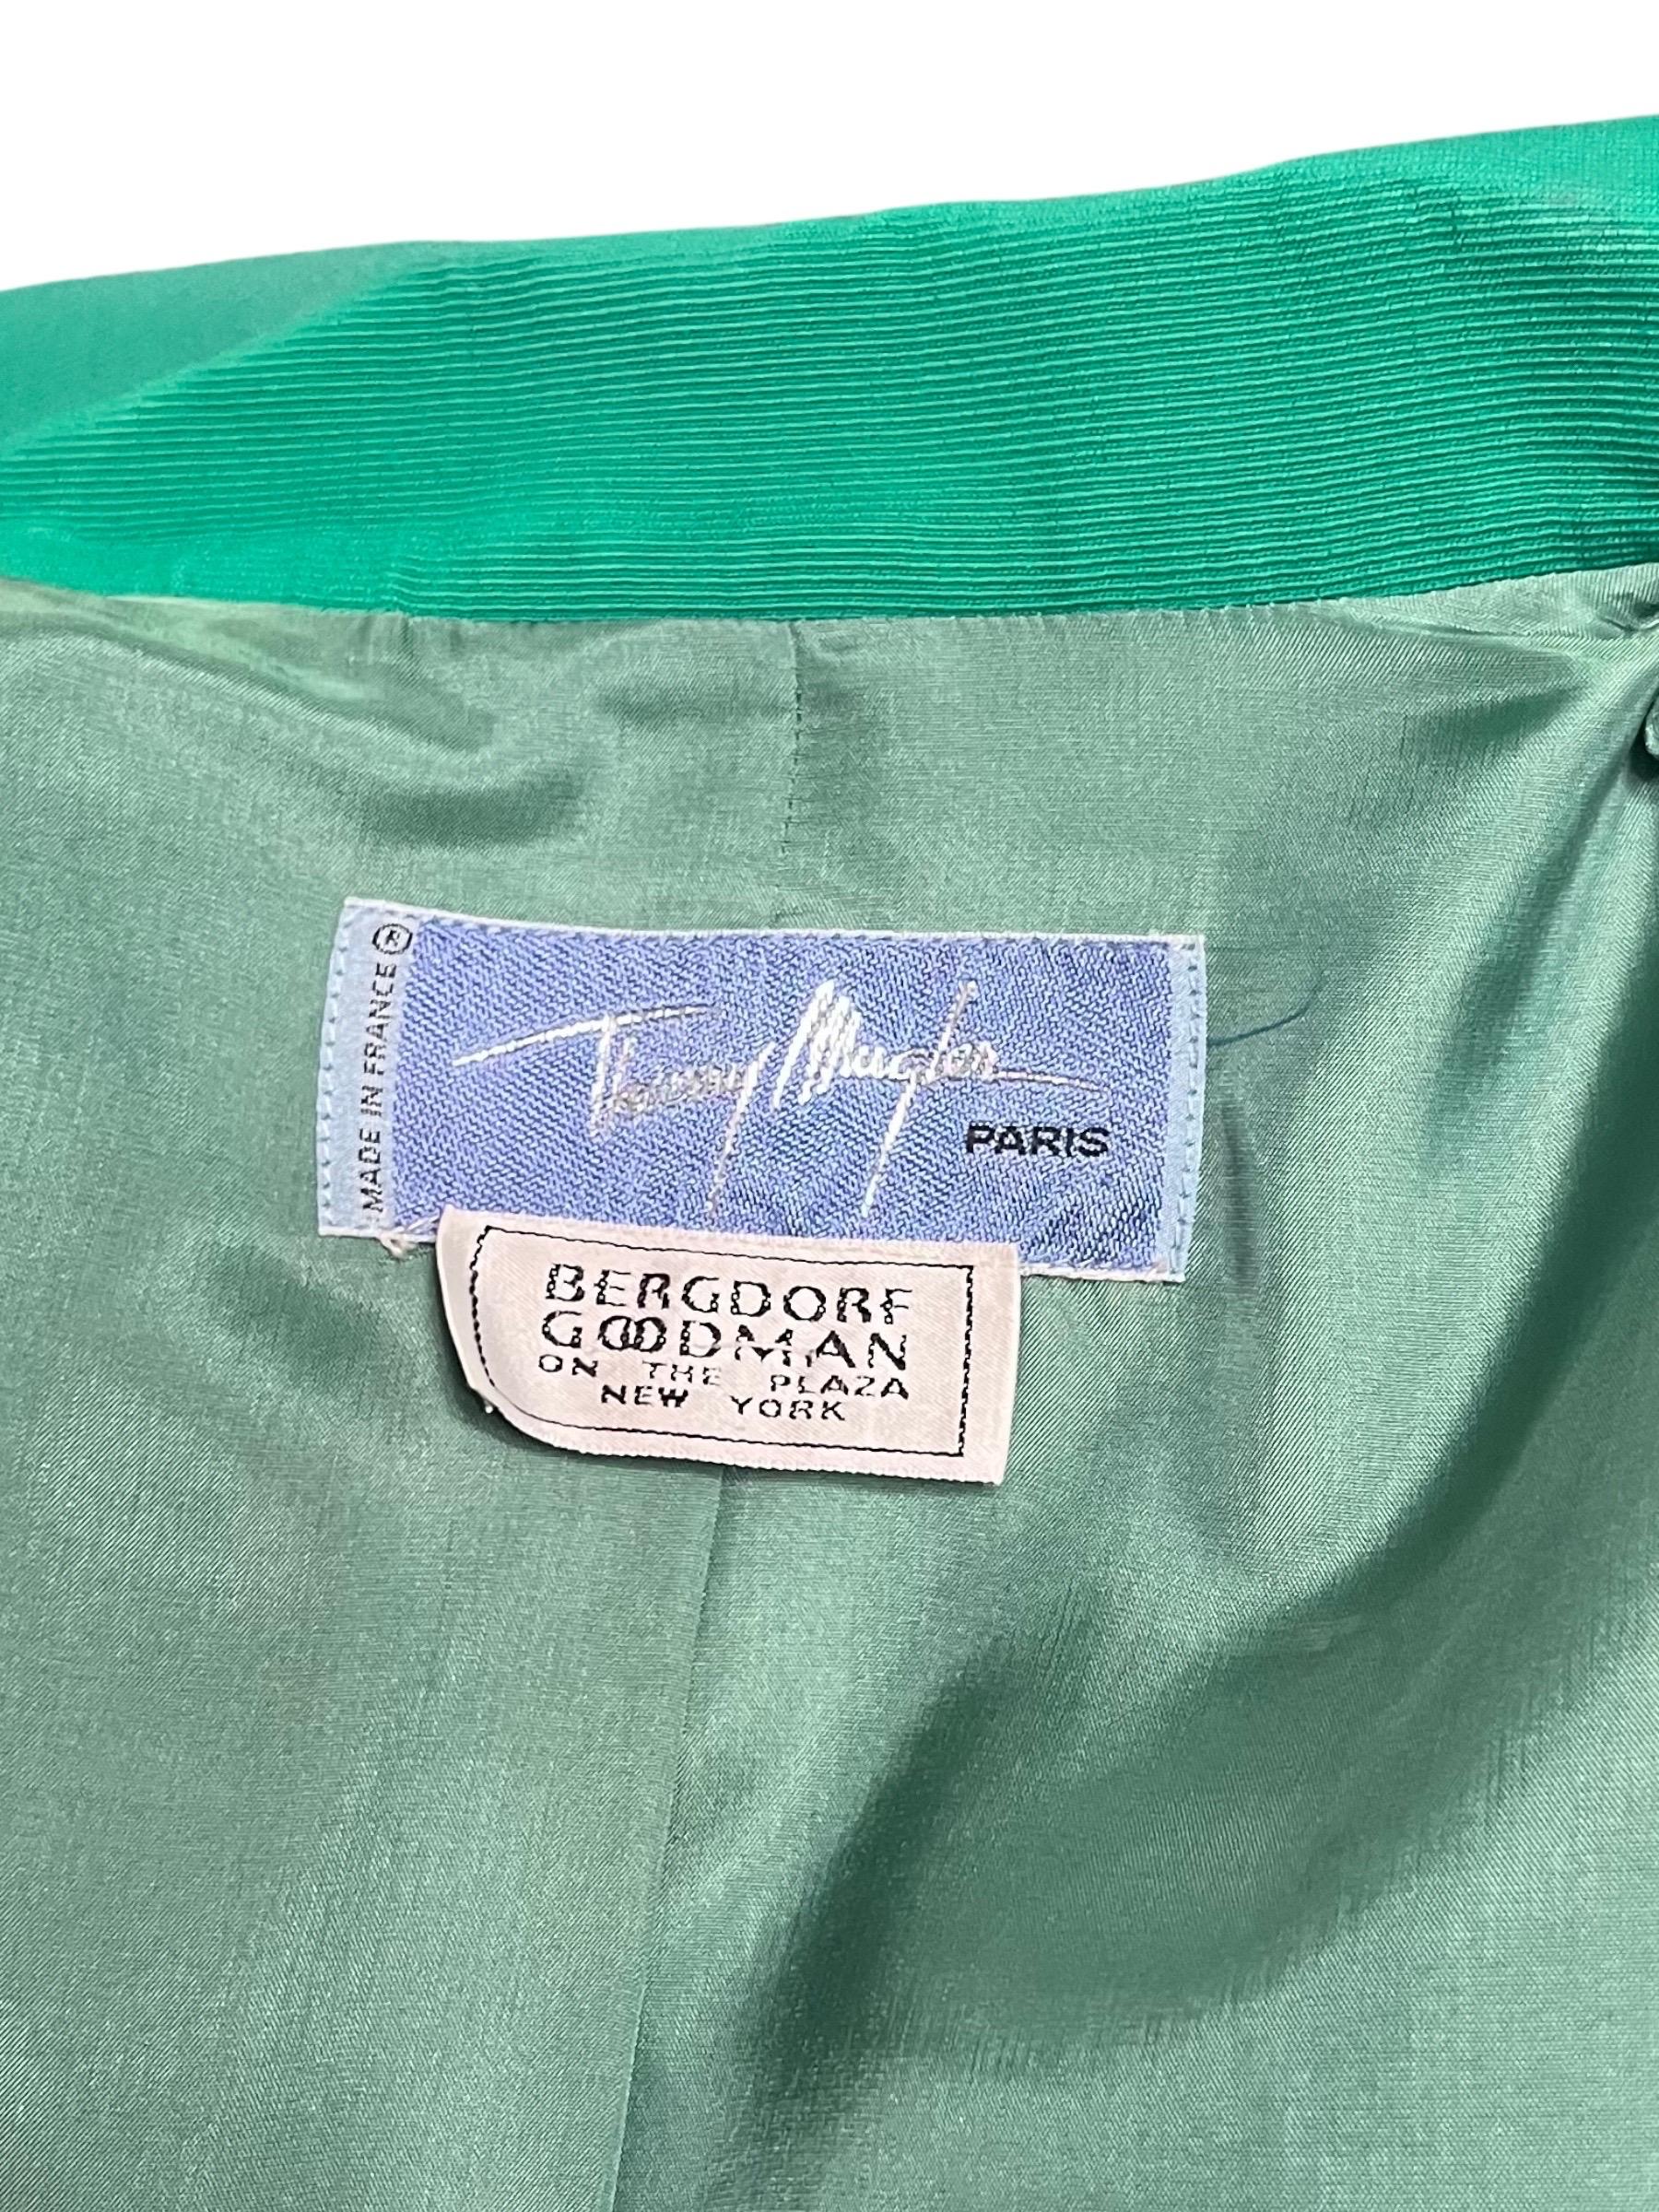 MADE IN FRANCE ®
Thierry Mugler
PARIS
BERGDORF
GOODMAN
ON THE PLAZA
NEW YORK